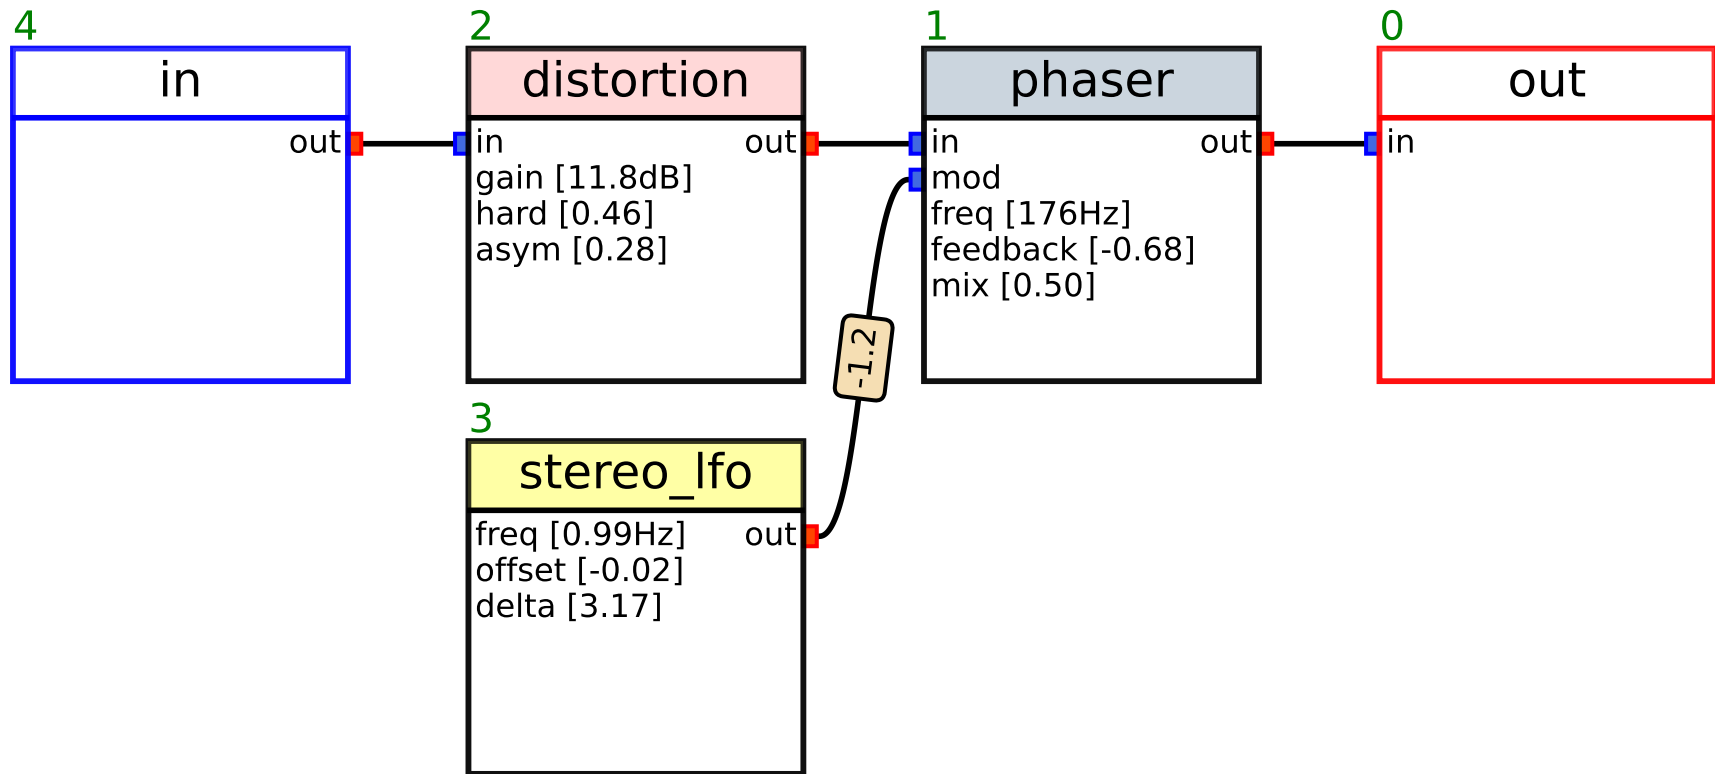 4
in
out
2
distortion
in out
gain [11.8dB]
hard [0.46]
asym [0.28]
1
phaser
in out
mod
freq [176Hz]
feedback [-0.68]
mix [0.50]
0
out
in
-1.2
3
stereo_lfo
freq [0.99Hz] out
offset [-0.02]
delta [3.17]